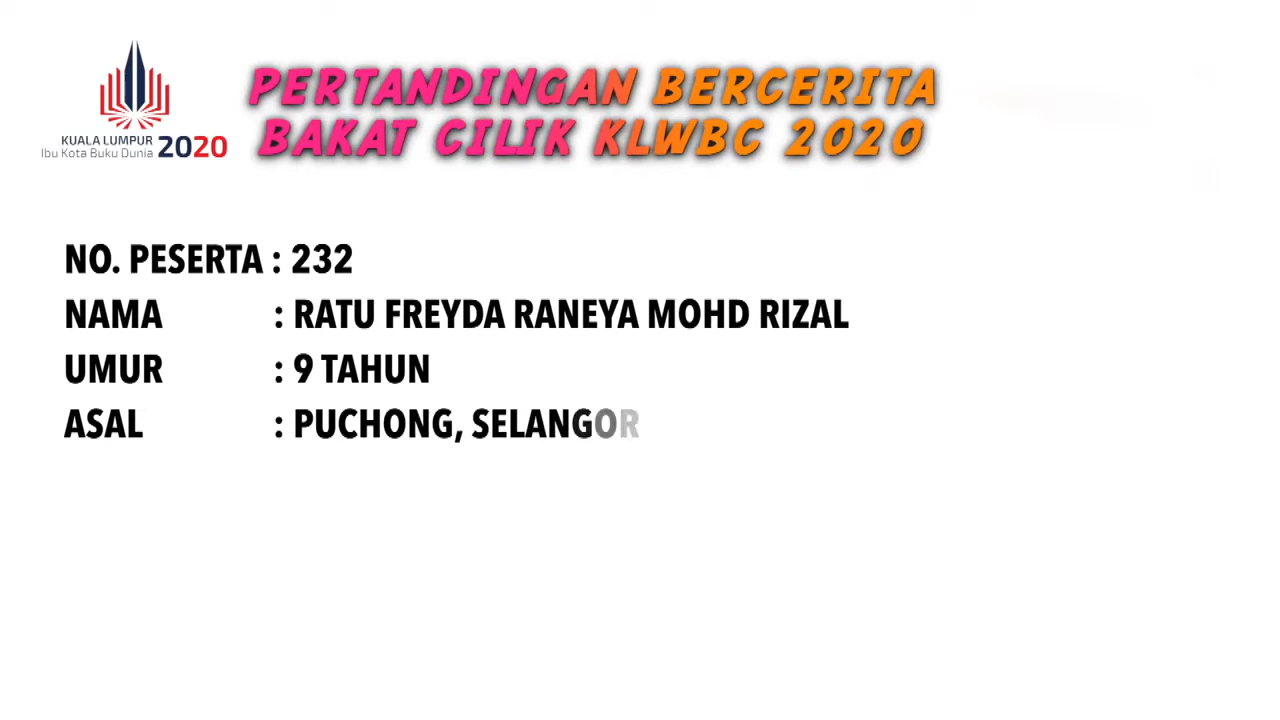 PERTANDINGAN BERCERITA
BAKAT CILIK KLWBC 2020
KUALA LUMPUR
Ibu Kota Buku Dunia 2020
NO. PESERTA : 232
NAMA : RATU FREYDA RANEYA MOHD RIZAL
UMUR : 9 TAHUN
ASAL : PUCHONG, SELANGOR